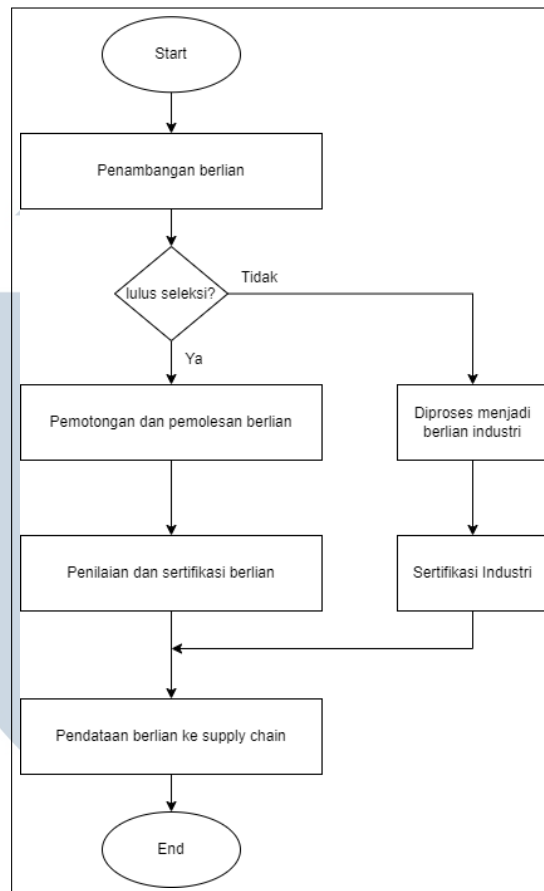 Start
Penambangan berlian
lulus seleksi?
Tidak
Ya
Pemotongan dan pemolesan berlian
Diproses menjadi
berlian industri
Penilaian dan sertifikasi berlian
Sertifikasi Industri
Pendataan berlian ke supply chain
End